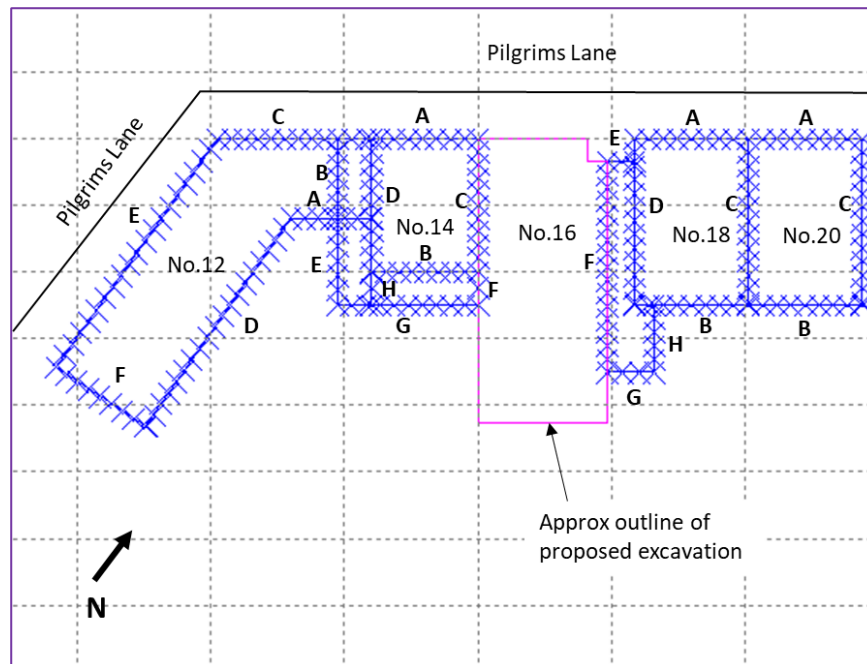 Pilgrims Lane
Pilgrims Lane
C
A
E
A
A
B
A
D
C
D
C
C
E
No.14
No.16
No.18
No.20
No.12
E
B
F
H
F
D
G
B
B
H
F
G
Approx outline of
proposed excavation
N